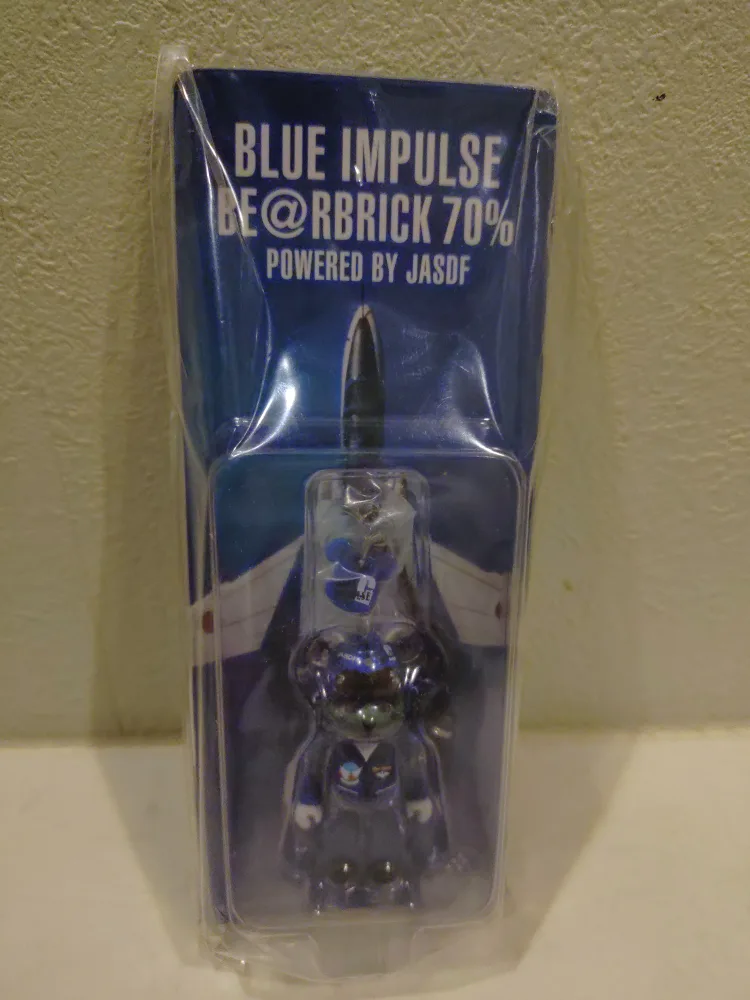 BLUE IMPULSE
BE@RBRICK 70%
POWERED BY JASDF